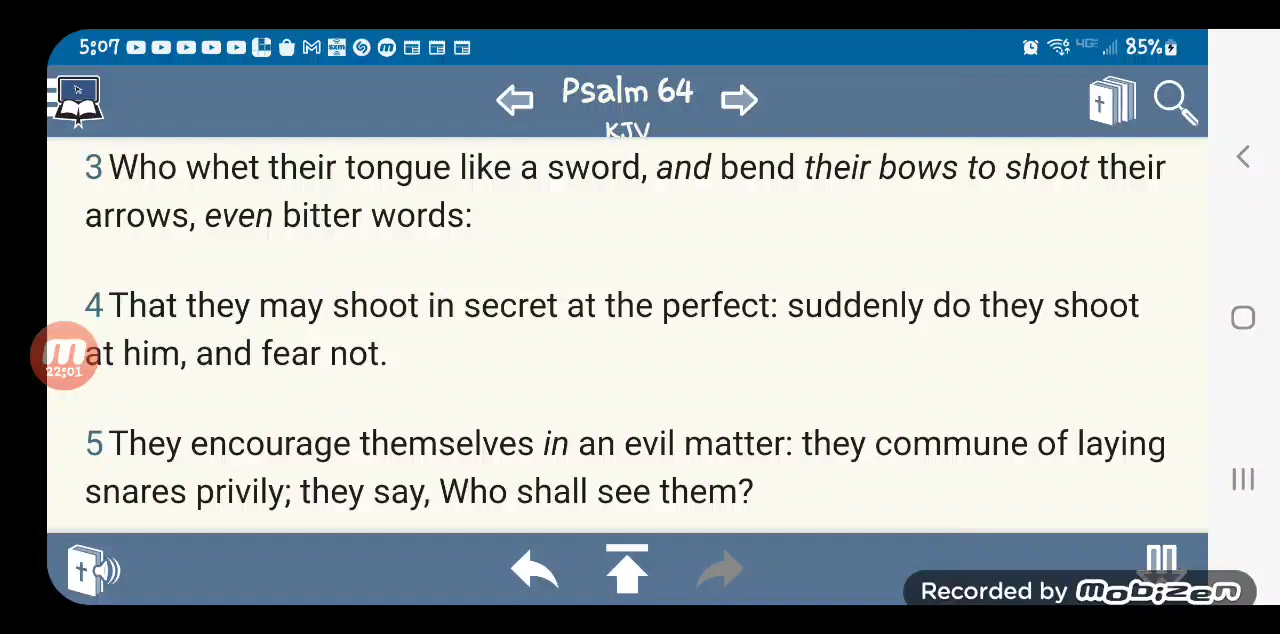 5:07 sxm 4GE 85%
Psalm 64
KJV
3 Who whet their tongue like a sword, and bend their bows to shoot their
arrows, even bitter words:
4 That they may shoot in secret at the perfect: suddenly do they shoot
at him, and fear not.
22:01
5 They encourage themselves in an evil matter: they commune of laying
snares privily; they say, Who shall see them?
Recorded by mobizen